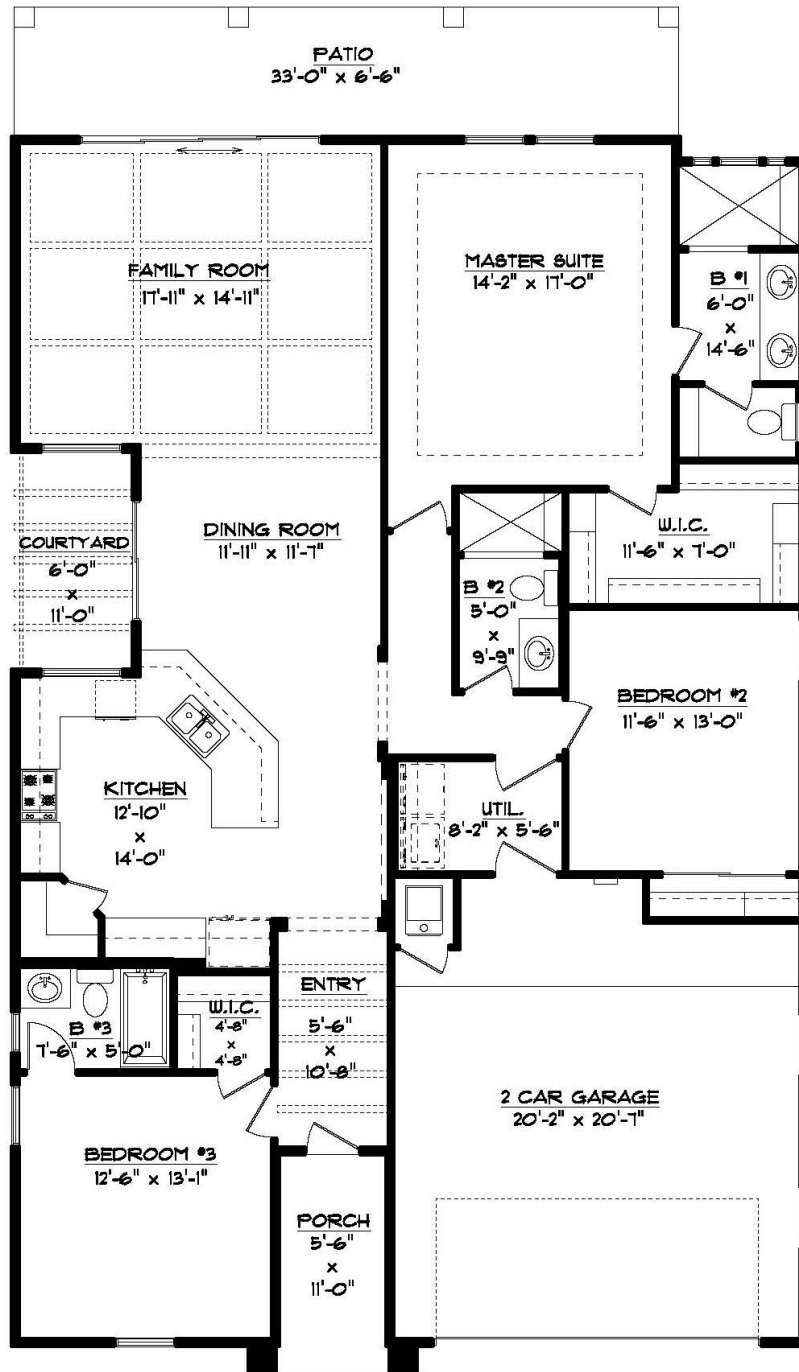 PATIO
33'-0" x 6'-6"
FAMILY ROOM
17'-11" x 14'-11"
MASTER SUITE
14'-2" x 17'-0"
B #1
6'-0"
x
14'-6"
COURTYARD
6'-0"
x
11'-0"
DINING ROOM
11'-11" x 11'-7"
W.I.C.
11'-6" x 7'-0"
B #2
5'-0"
x
9'-9"
BEDROOM #2
11'-6" x 13'-0"
KITCHEN
12'-10"
x
14'-0"
UTIL.
8'-2" x 5'-6"
ENTRY
5'-6"
x
10'-8"
B #3
7'-6" x 5'-0"
W.I.C.
4'-8"
x
4'-8"
2 CAR GARAGE
20'-2" x 20'-7"
BEDROOM #3
12'-6" x 13'-1"
PORCH
5'-6"
x
11'-0"